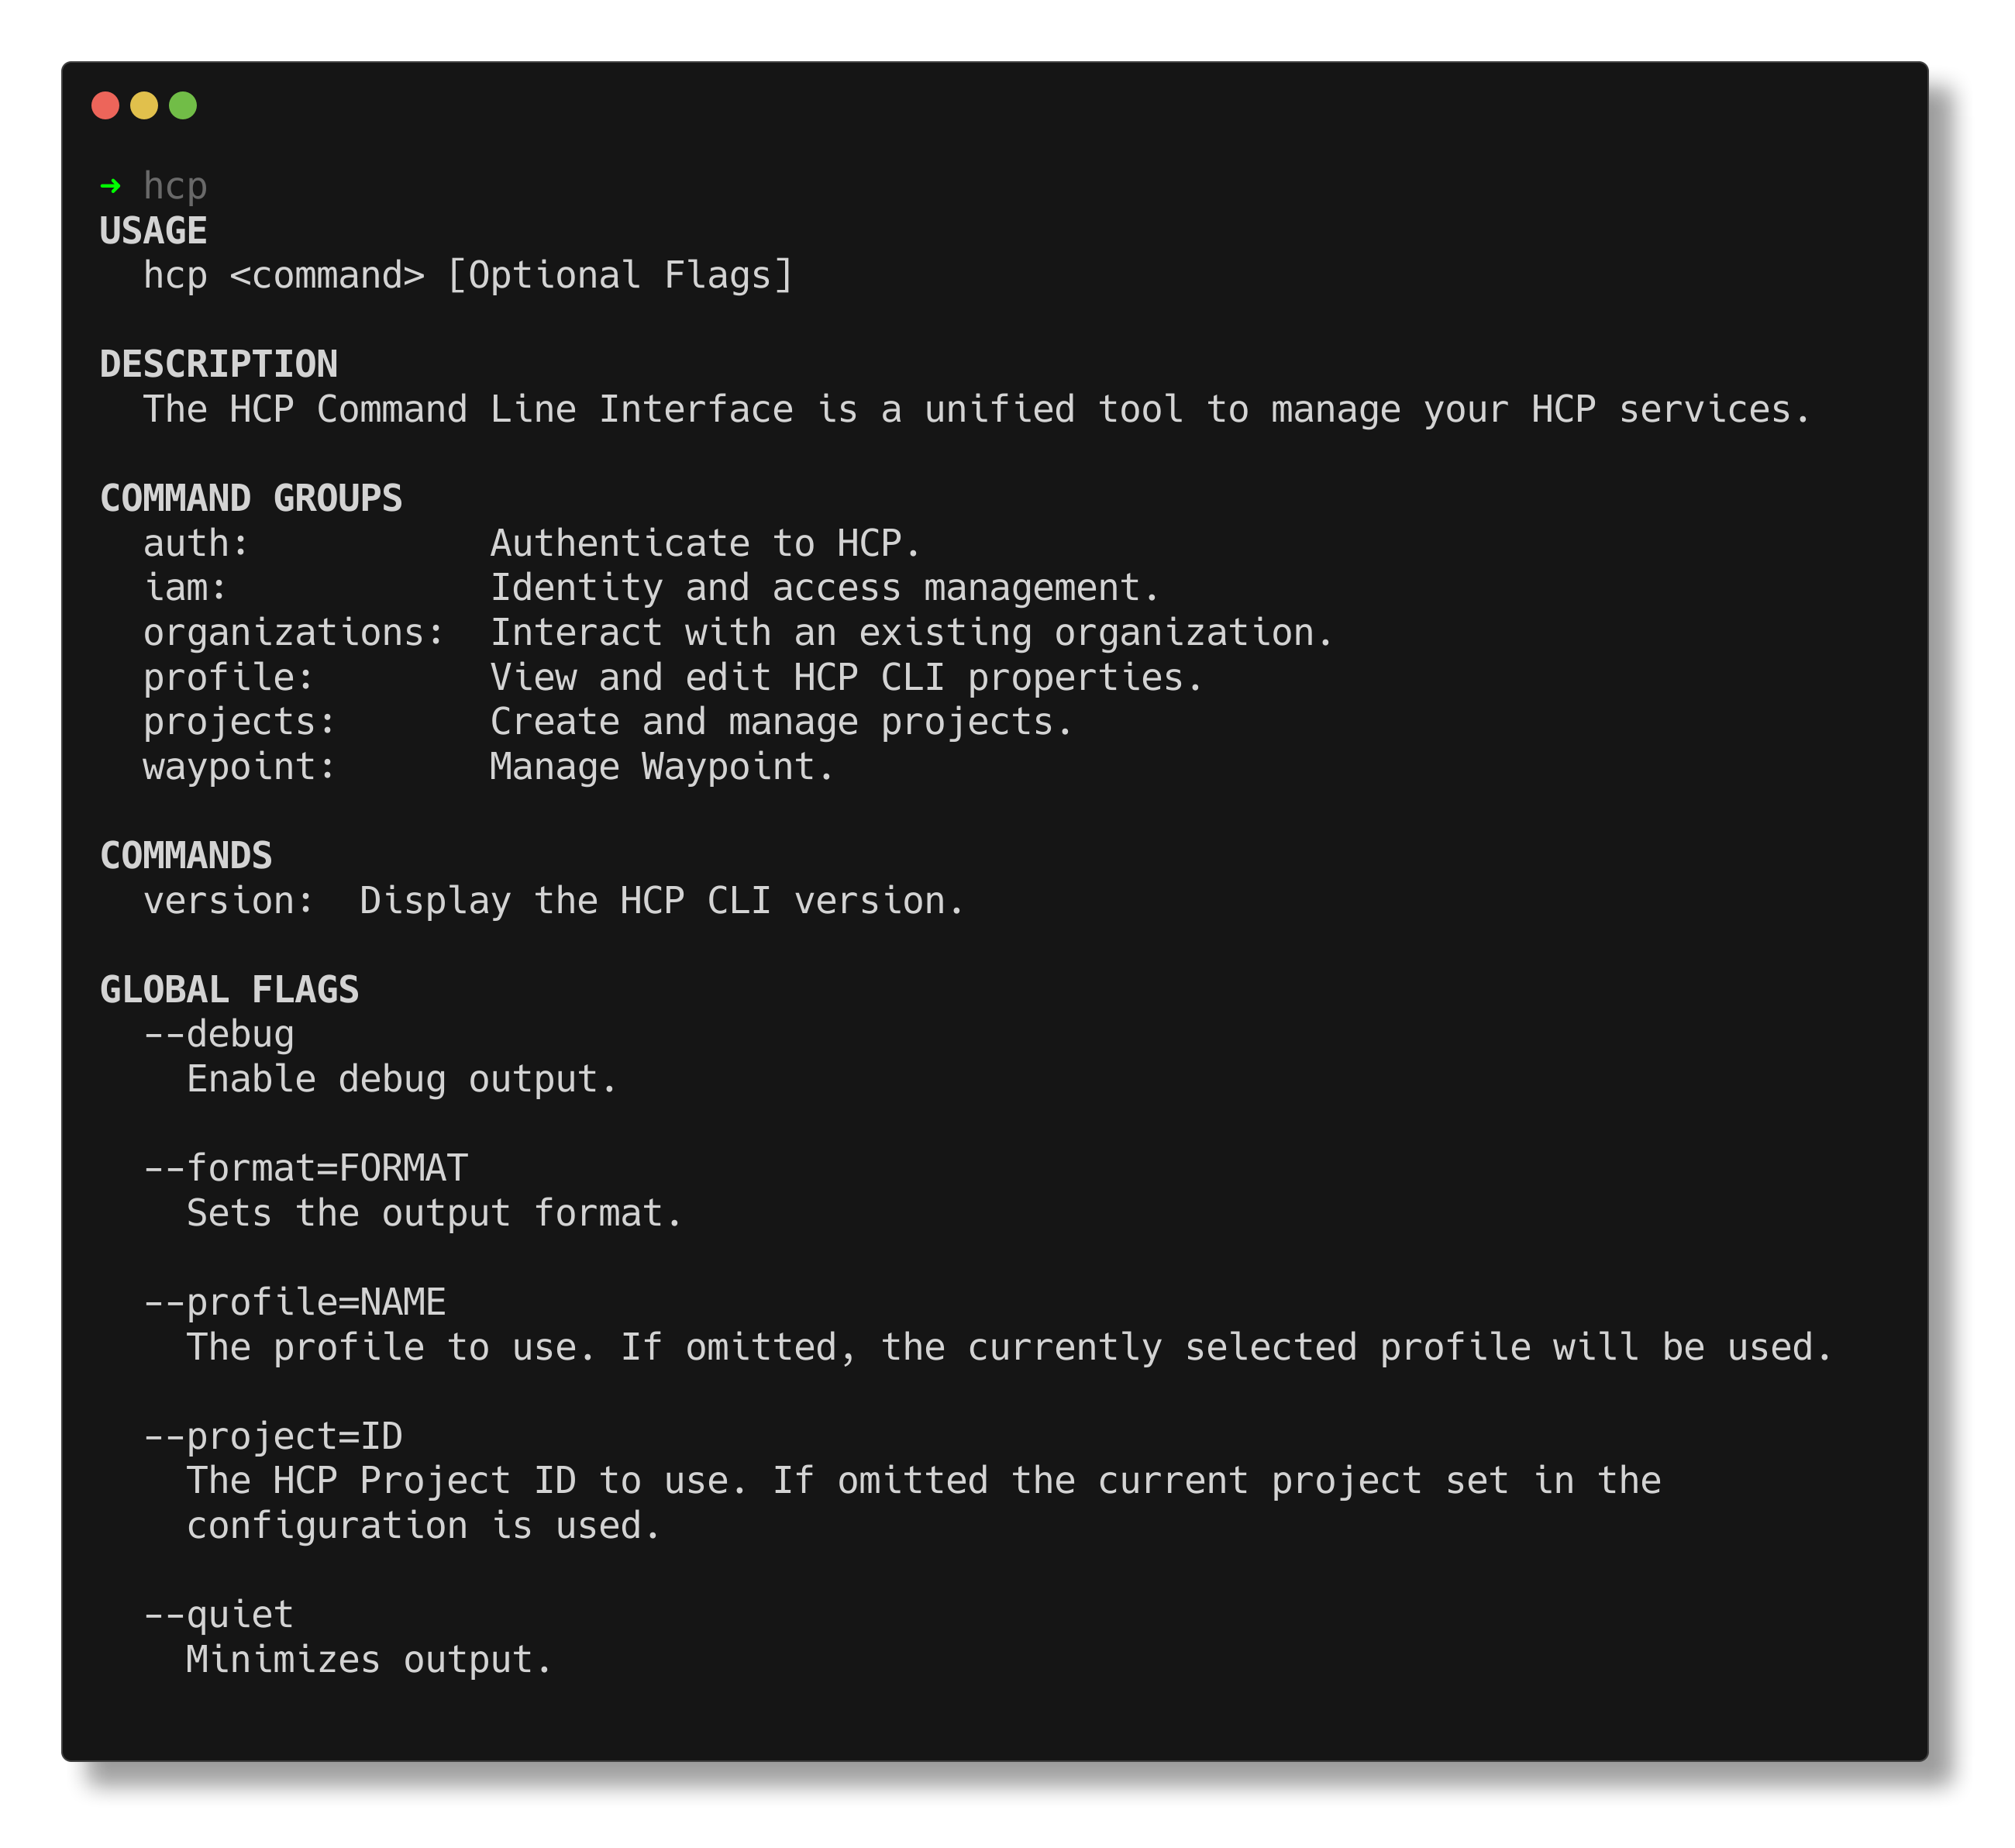 ➜ hcp
USAGE
  hcp <command> [Optional Flags]

DESCRIPTION
  The HCP Command Line Interface is a unified tool to manage your HCP services.

COMMAND GROUPS
  auth:           Authenticate to HCP.
  iam:            Identity and access management.
  organizations:  Interact with an existing organization.
  profile:        View and edit HCP CLI properties.
  projects:       Create and manage projects.
  waypoint:       Manage Waypoint.

COMMANDS
  version:  Display the HCP CLI version.

GLOBAL FLAGS
  --debug
    Enable debug output.

  --format=FORMAT
    Sets the output format.

  --profile=NAME
    The profile to use. If omitted, the currently selected profile will be used.

  --project=ID
    The HCP Project ID to use. If omitted the current project set in the
    configuration is used.

  --quiet
    Minimizes output.